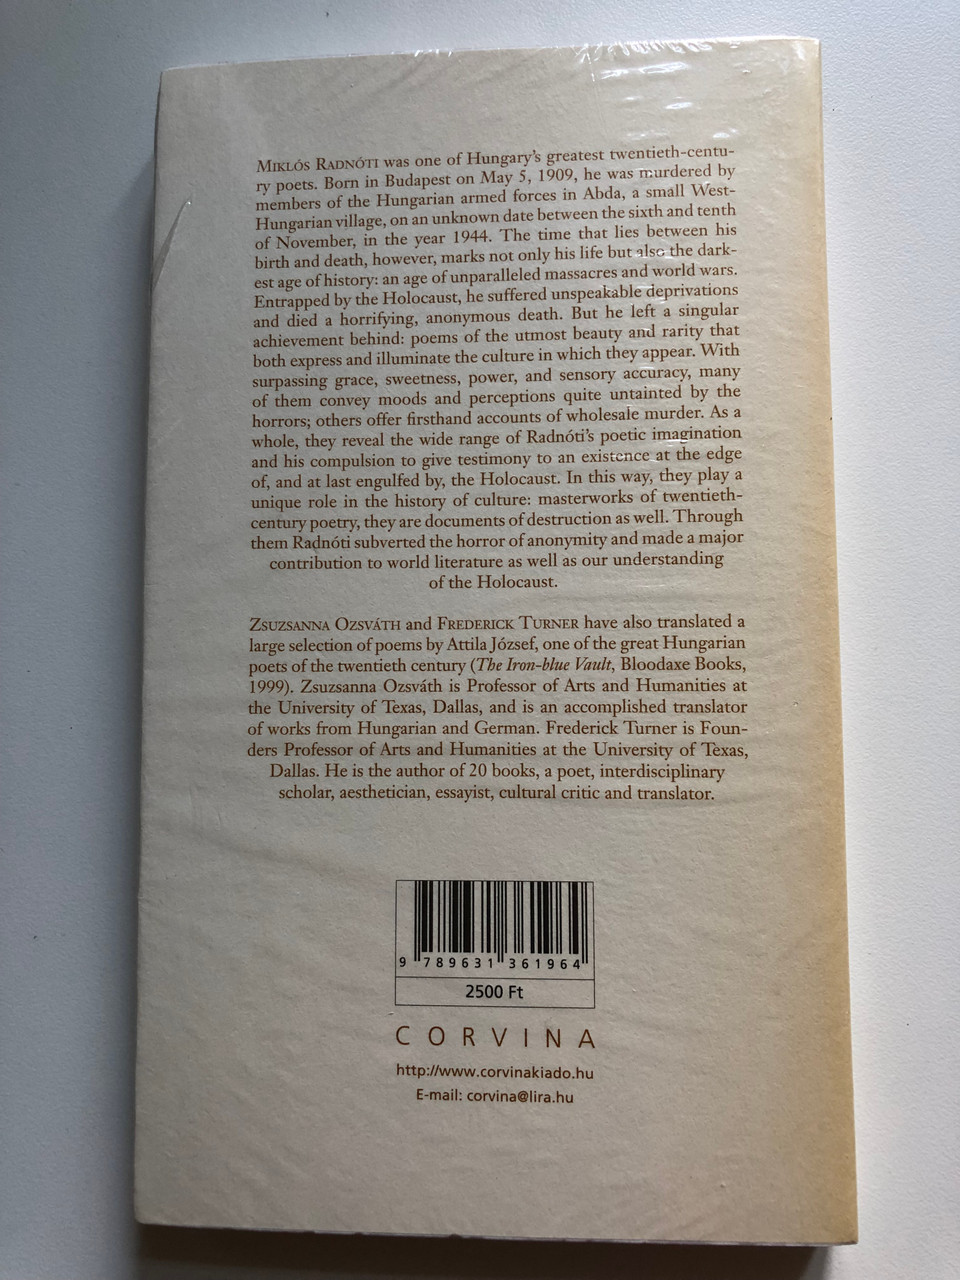 MIKLÓS RADNÓTI was one of Hungary's greatest twentieth-centu-
ry poets. Born in Budapest on May 5, 1909, he was murdered by
members of the Hungarian armed forces in Abda, a small West-
Hungarian village, on an unknown date between the sixth and tenth
of November, in the year 1944. The time that lies between his
birth and death, however, marks not only his life but also the dark-
est age of history: an age of unparalleled massacres and world wars.
Entrapped by the Holocaust, he suffered unspeakable deprivations
and died a horrifying, anonymous death. But he left a singular
achievement behind: poems of the utmost beauty and rarity that
both express and illuminate the culture in which they appear. With
surpassing grace, sweetness, power, and sensory accuracy, many
of them convey moods and perceptions quite untainted by the
horrors; others offer firsthand accounts of wholesale murder. As a
whole, they reveal the wide range of Radnóti's poetic imagination
and his compulsion to give testimony to an existence at the edge
of, and at last engulfed by, the Holocaust. In this way, they play a
unique role in the history of culture: masterworks of twentieth-
century poetry, they are documents of destruction as well. Through
them Radnóti subverted the horror of anonymity and made a major
contribution to world literature as well as our understanding
of the Holocaust.
ZSUZSANNA OZSVÁTH and FREDERICK TURNER have also translated a
large selection of poems by Attila József, one of the great Hungarian
poets of the twentieth century (The Iron-blue Vault, Bloodaxe Books,
1999). Zsuzsanna Ozsváth is Professor of Arts and Humanities at
the University of Texas, Dallas, and is an accomplished translator
of works from Hungarian and German. Frederick Turner is Foun-
ders Professor of Arts and Humanities at the University of Texas,
Dallas. He is the author of 20 books, a poet, interdisciplinary
scholar, aesthetician, essayist, cultural critic and translator.
9 789631 361964
2500 Ft
CORVINA
http://www.corvinakiado.hu
E-mail: corvina@lira.hu